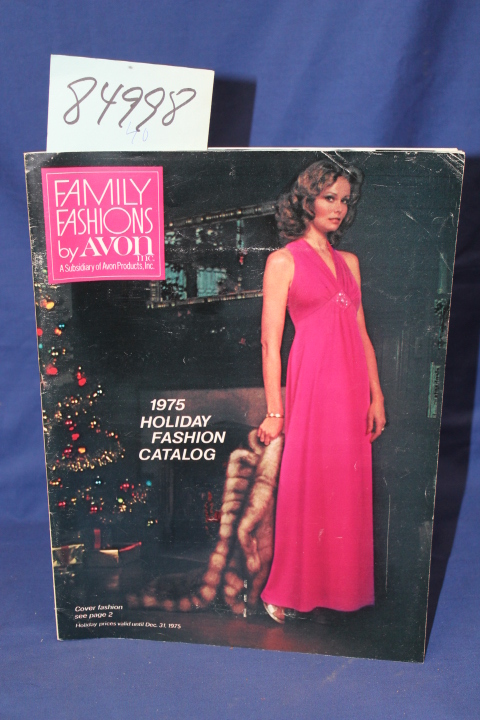 84998
40
FAMILY
FASHIONS
by AVON
INC.
A Subsidiary of Avon Products, Inc.
1975
HOLIDAY
FASHION
CATALOG
Cover fashion
see page 2
Holiday prices valid until Dec. 31, 1975